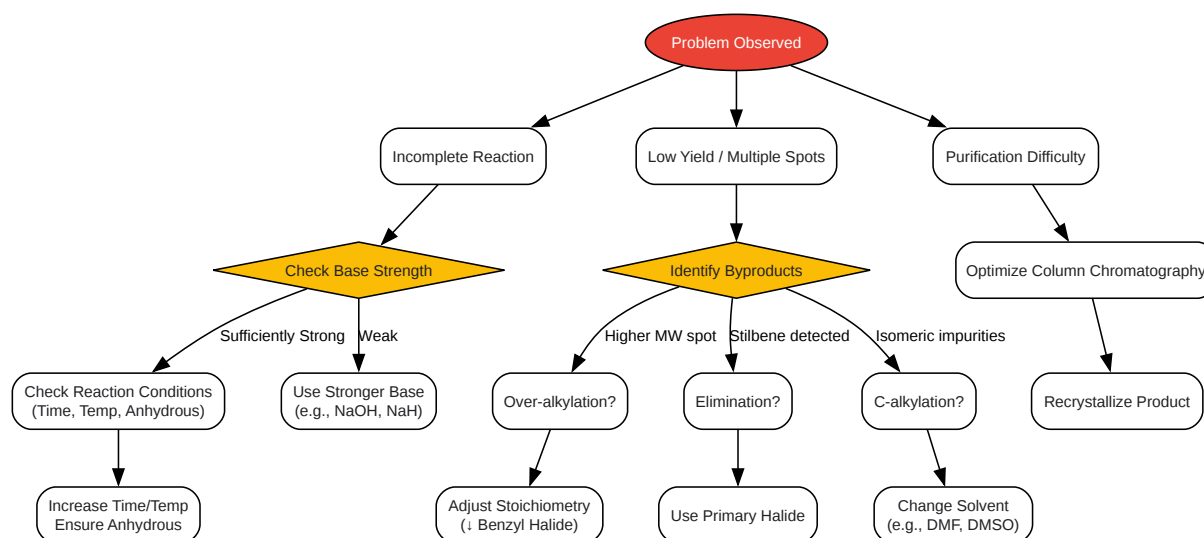 Problem Observed
Incomplete Reaction
Low Yield / Multiple Spots
Purification Difficulty
Check Base Strength
Identify Byproducts
Optimize Column Chromatography
Sufficiently Strong
Weak
Higher MW spot
Stilbene detected
Isomeric impurities
Check Reaction Conditions
(Time, Temp, Anhydrous)
Use Stronger Base
(e.g., NaOH, NaH)
Over-alkylation?
Elimination?
C-alkylation?
Recrystallize Product
Increase Time/Temp
Ensure Anhydrous
Adjust Stoichiometry
(↓ Benzyl Halide)
Use Primary Halide
Change Solvent
(e.g., DMF, DMSO)